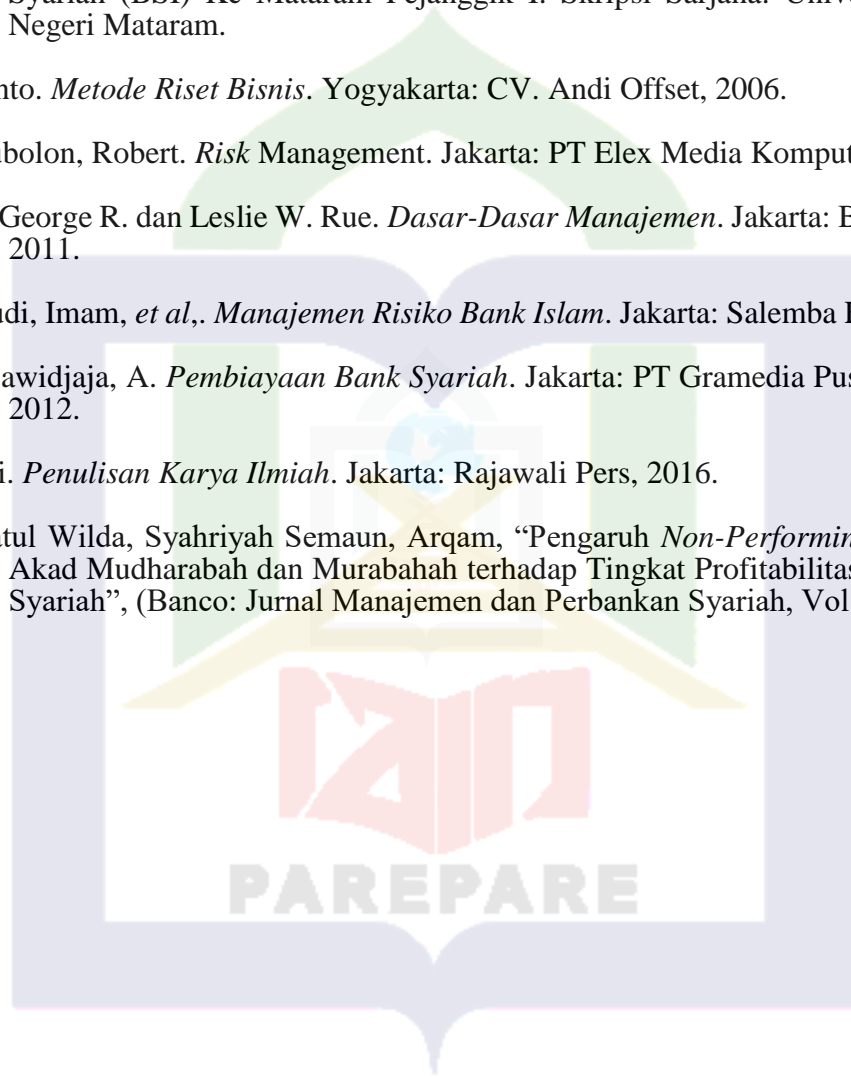 Syariah (BSI) Kc Mataram Pejanggik I. Skripsi Sarjana: Unive
Negeri Mataram.
nto. Metode Riset Bisnis. Yogyakarta: CV. Andi Offset, 2006.
bolon, Robert. Risk Management. Jakarta: PT Elex Media Komput
George R. dan Leslie W. Rue. Dasar-Dasar Manajemen. Jakarta: B
2011.
udi, Imam, et al,. Manajemen Risiko Bank Islam. Jakarta: Salemba E
awidjaja, A. Pembiayaan Bank Syariah. Jakarta: PT Gramedia Pus
2012.
i. Penulisan Karya Ilmiah. Jakarta: Rajawali Pers, 2016.
atul Wilda, Syahriyah Semaun, Arqam, “Pengaruh Non-Performin
Akad Mudharabah dan Murabahah terhadap Tingkat Profitabilitas
Syariah”, (Banco: Jurnal Manajemen dan Perbankan Syariah, Vol
iain
PAREPARE